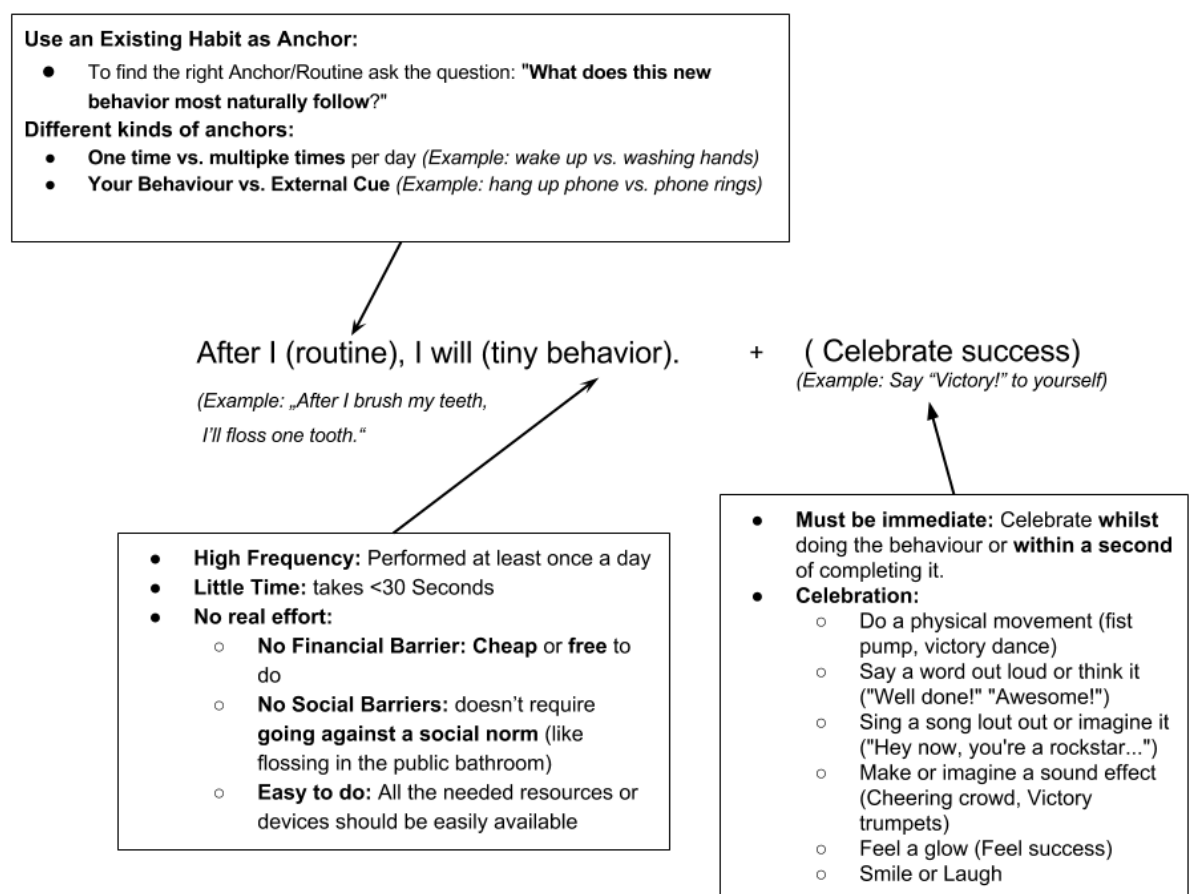 Use an Existing Habit as Anchor:
● To find the right Anchor/Routine ask the question: "What does this new
behavior most naturally follow?"
Different kinds of anchors:
● One time vs. multipke times per day (Example: wake up vs. washing hands)
● Your Behaviour vs. External Cue (Example: hang up phone vs. phone rings)
After I (routine), I will (tiny behavior). + ( Celebrate success)
(Example: Say “Victory!” to yourself)
(Example: „After I brush my teeth,
I’ll floss one tooth.“
● High Frequency: Performed at least once a day
● Little Time: takes <30 Seconds
● No real effort:
○ No Financial Barrier: Cheap or free to
do
○ No Social Barriers: doesn’t require
going against a social norm (like
flossing in the public bathroom)
○ Easy to do: All the needed resources or
devices should be easily available
● Must be immediate: Celebrate whilst
doing the behaviour or within a second
of completing it.
● Celebration:
○ Do a physical movement (fist
pump, victory dance)
○ Say a word out loud or think it
("Well done!" "Awesome!")
○ Sing a song lout out or imagine it
("Hey now, you're a rockstar...")
○ Make or imagine a sound effect
(Cheering crowd, Victory
trumpets)
○ Feel a glow (Feel success)
○ Smile or Laugh